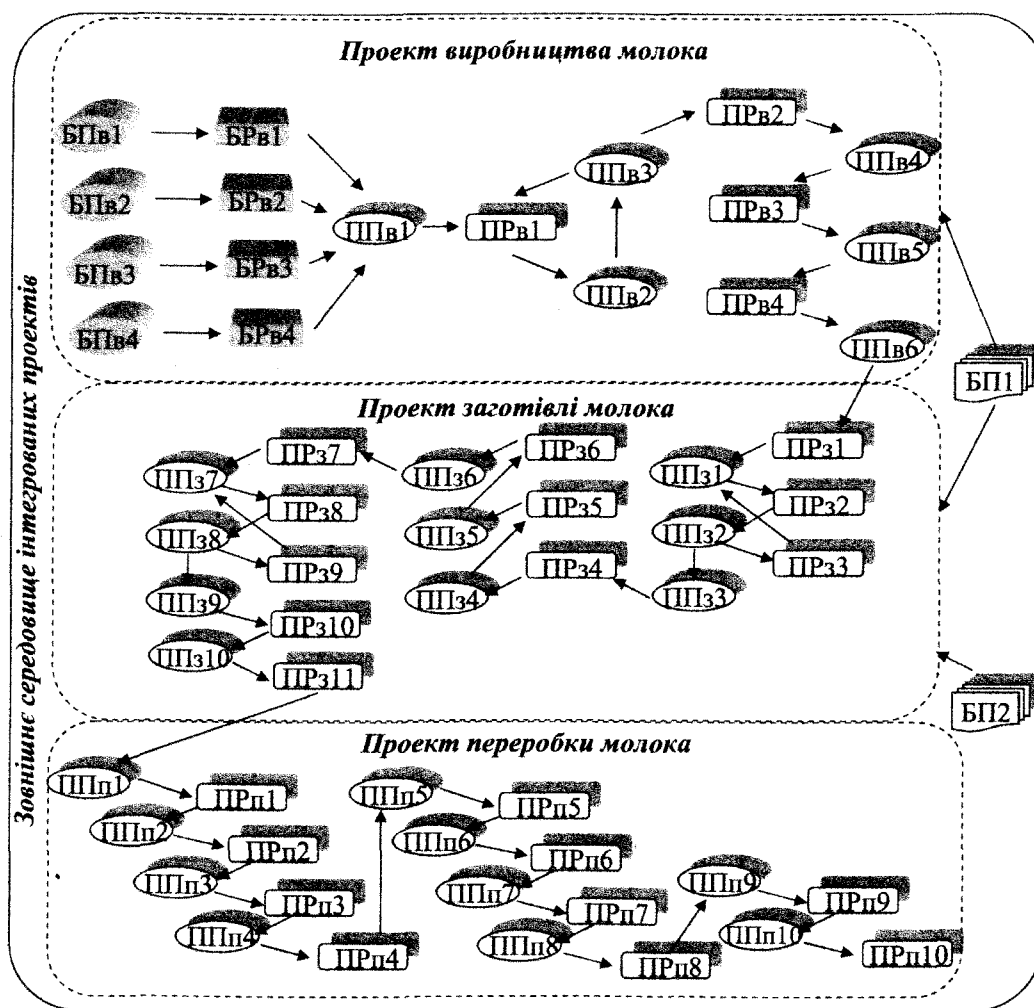 Зовнішнє середовище інтегрованих проектів
Проект виробництва молока
БПв1
БРв1
БПв2
БРв2
БПв3
БРв3
БПв4
БРв4
ППв1
ПРв1
ППв2
ППв3
ПРв2
ППв4
ПРв3
ППв5
ПРв4
ППв6
БП1
Проект заготівлі молока
ПРз1
ППз1
ПРз2
ППз2
ПРз3
ППз3
ПРз4
ППз4
ПРз5
ППз5
ПРз6
ППз6
ПРз7
ППз7
ПРз8
ППз8
ПРз9
ППз9
ПРз10
ППз10
ПРз11
БП2
Проект переробки молока
ППп1
ПРп1
ППп2
ПРп2
ППп3
ПРп3
ППп4
ПРп4
ППп5
ПРп5
ППп6
ПРп6
ППп7
ПРп7
ППп8
ПРп8
ППп9
ПРп9
ППп10
ПРп10